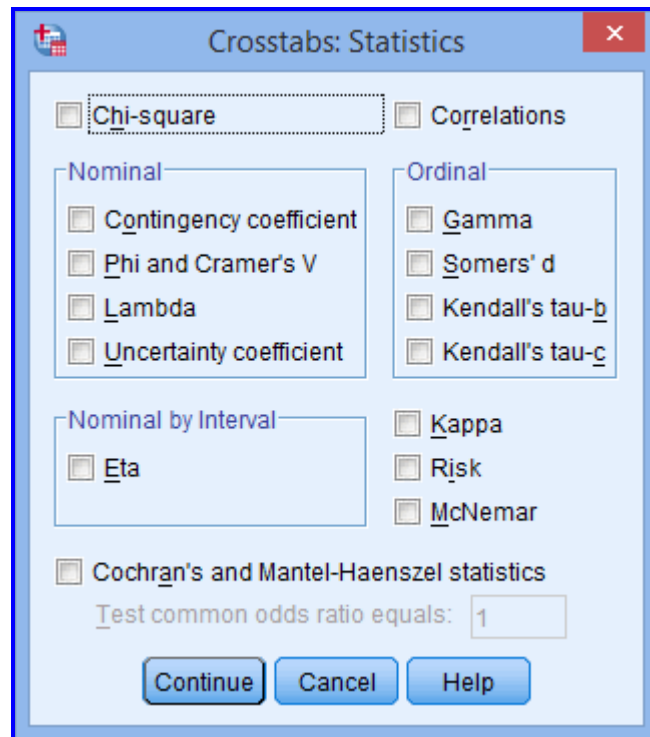 Crosstabs: Statistics
Chi-square
Correlations
Nominal
Contingency coefficient
Phi and Cramer's V
Lambda
Uncertainty coefficient
Ordinal
Gamma
Somers' d
Kendall's tau-b
Kendall's tau-c
Nominal by Interval
Eta
Kappa
Risk
McNemar
Cochran's and Mantel-Haenszel statistics
Test common odds ratio equals: 1
Continue Cancel Help